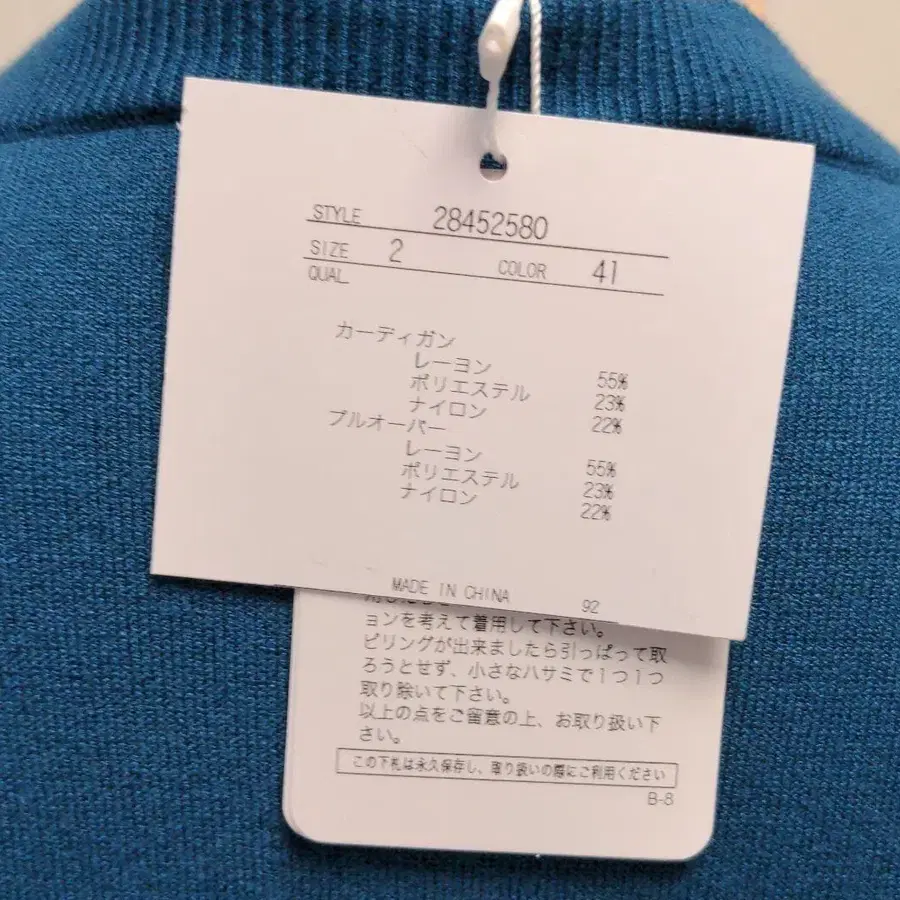 STYLE 28452580
SIZE 2 COLOR 41
QUAL
カーディガン
レーヨン 55%
ポリエステル 23%
ナイロン 22%
プルオーバー
レーヨン 55%
ポリエステル 23%
ナイロン 22%
MADE IN CHINA 92
ョンを考えて着用して下さい。
ピリングが出来ましたら引っぱって取
ろうとせず、小さなハサミで1つ1つ
取り除いて下さい。
以上の点をご留意の上、お取り扱い下
さい。
この下札は永久保存し、取り扱いの際にご利用ください
B-8